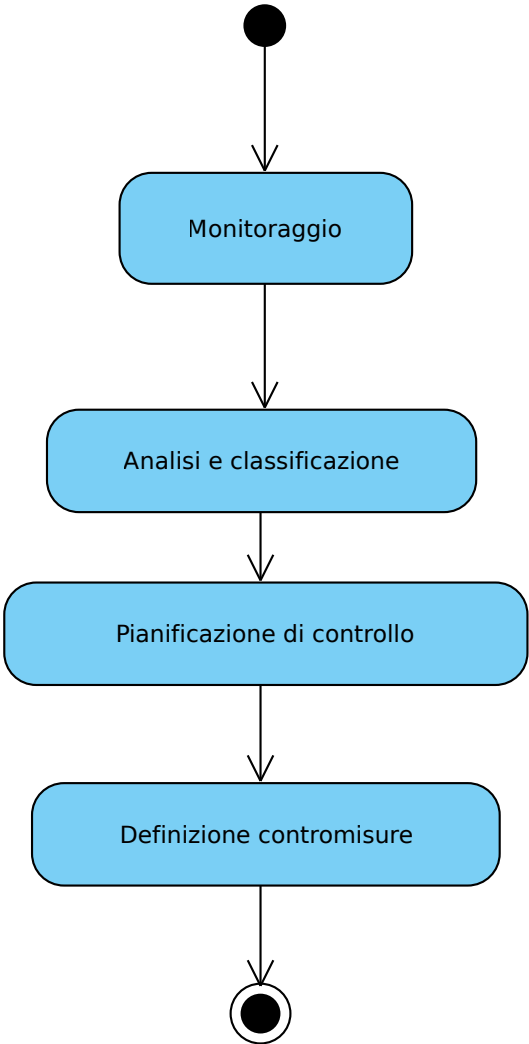 Monitoraggio
Analisi e classificazione
Pianificazione di controllo
Definizione contromisure